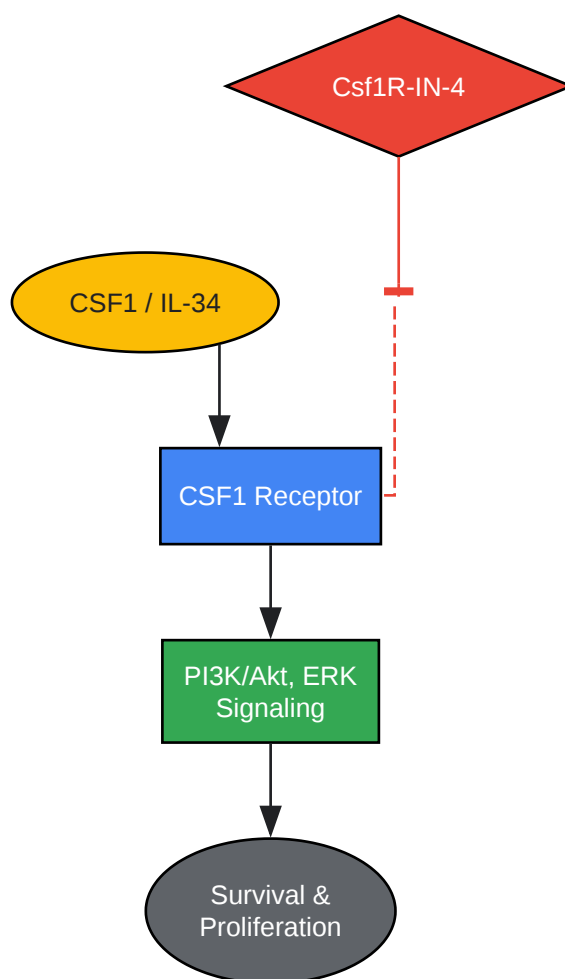 Csf1R-IN-4
CSF1 / IL-34
CSF1 Receptor
PI3K/Akt, ERK
Signaling
Survival &
Proliferation